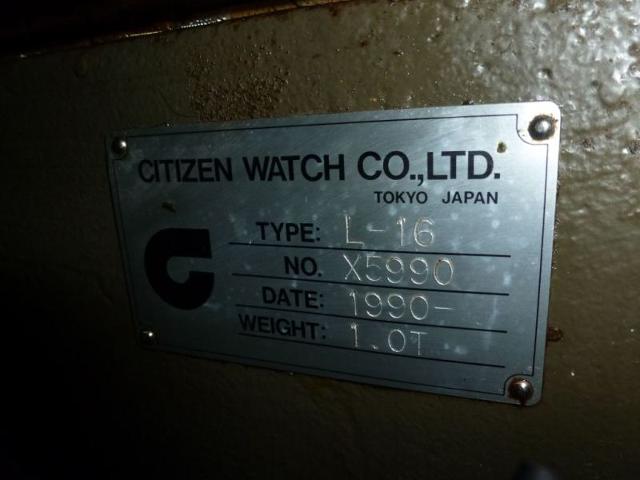 CITIZEN WATCH CO.,LTD.
TOKYO JAPAN
TYPE: L-16
NO. X5990
DATE: 1990-
WEIGHT: 1.0T